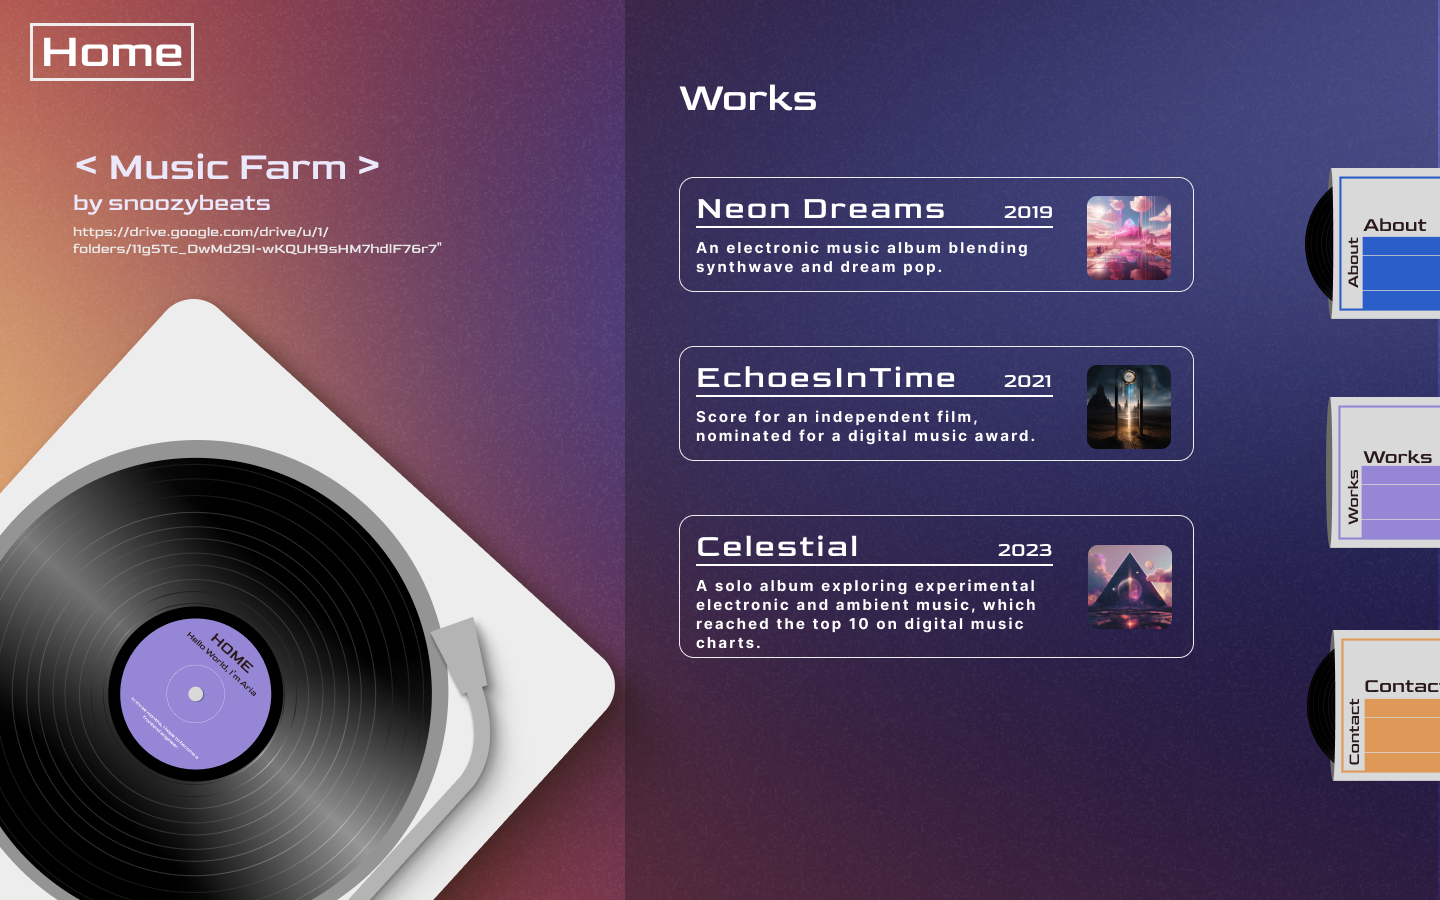 Home
< Music Farm >
by snoozybeats
https://drive.google.com/drive/u/1/
folders/11g5Tc_DwMd29I-wKQUH9sHM7hdlF76r7"
HOME
Hello World, I'm Aria
Works
Neon Dreams 2019
An electronic music album blending
synthwave and dream pop.
EchoesInTime 2021
Score for an independent film,
nominated for a digital music award.
Celestial 2023
A solo album exploring experimental
electronic and ambient music, which
reached the top 10 on digital music
charts.
About
About
Works
Works
Contact
Contact